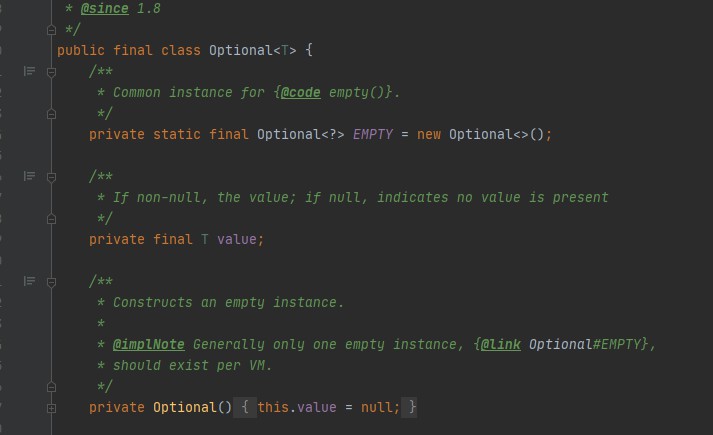 * @since 1.8
*/
public final class Optional<T> {
/**
* Common instance for {@code empty()}.
*/
private static final Optional<?> EMPTY = new Optional<>();
/**
* If non-null, the value; if null, indicates no value is present
*/
private final T value;
/**
* Constructs an empty instance.
*
* @implNote Generally only one empty instance, {@link Optional#EMPTY},
* should exist per VM.
*/
private Optional() { this.value = null; }